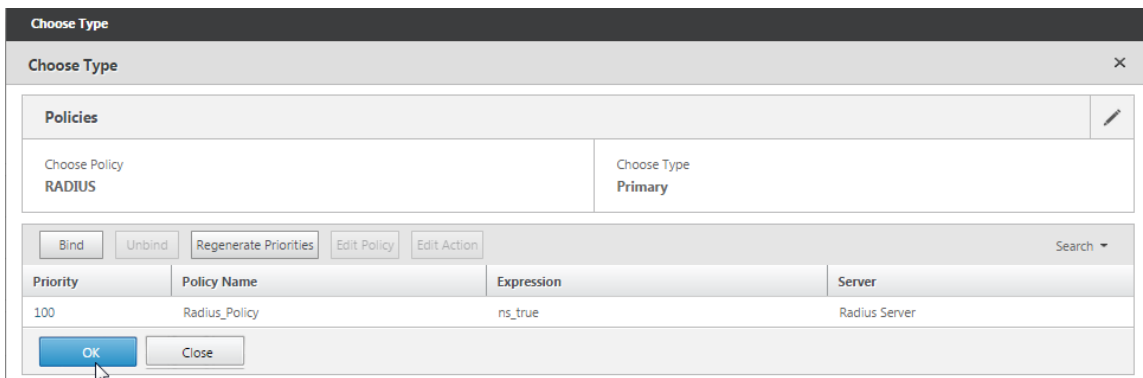 Choose Type
Choose Type
Policies
Choose Policy Choose Type
RADIUS Primary
Bind Unbind Regenerate Priorities Edit Policy Edit Action Search
Priority Policy Name Expression Server
100 Radius_Policy ns_true Radius Server
OK Close